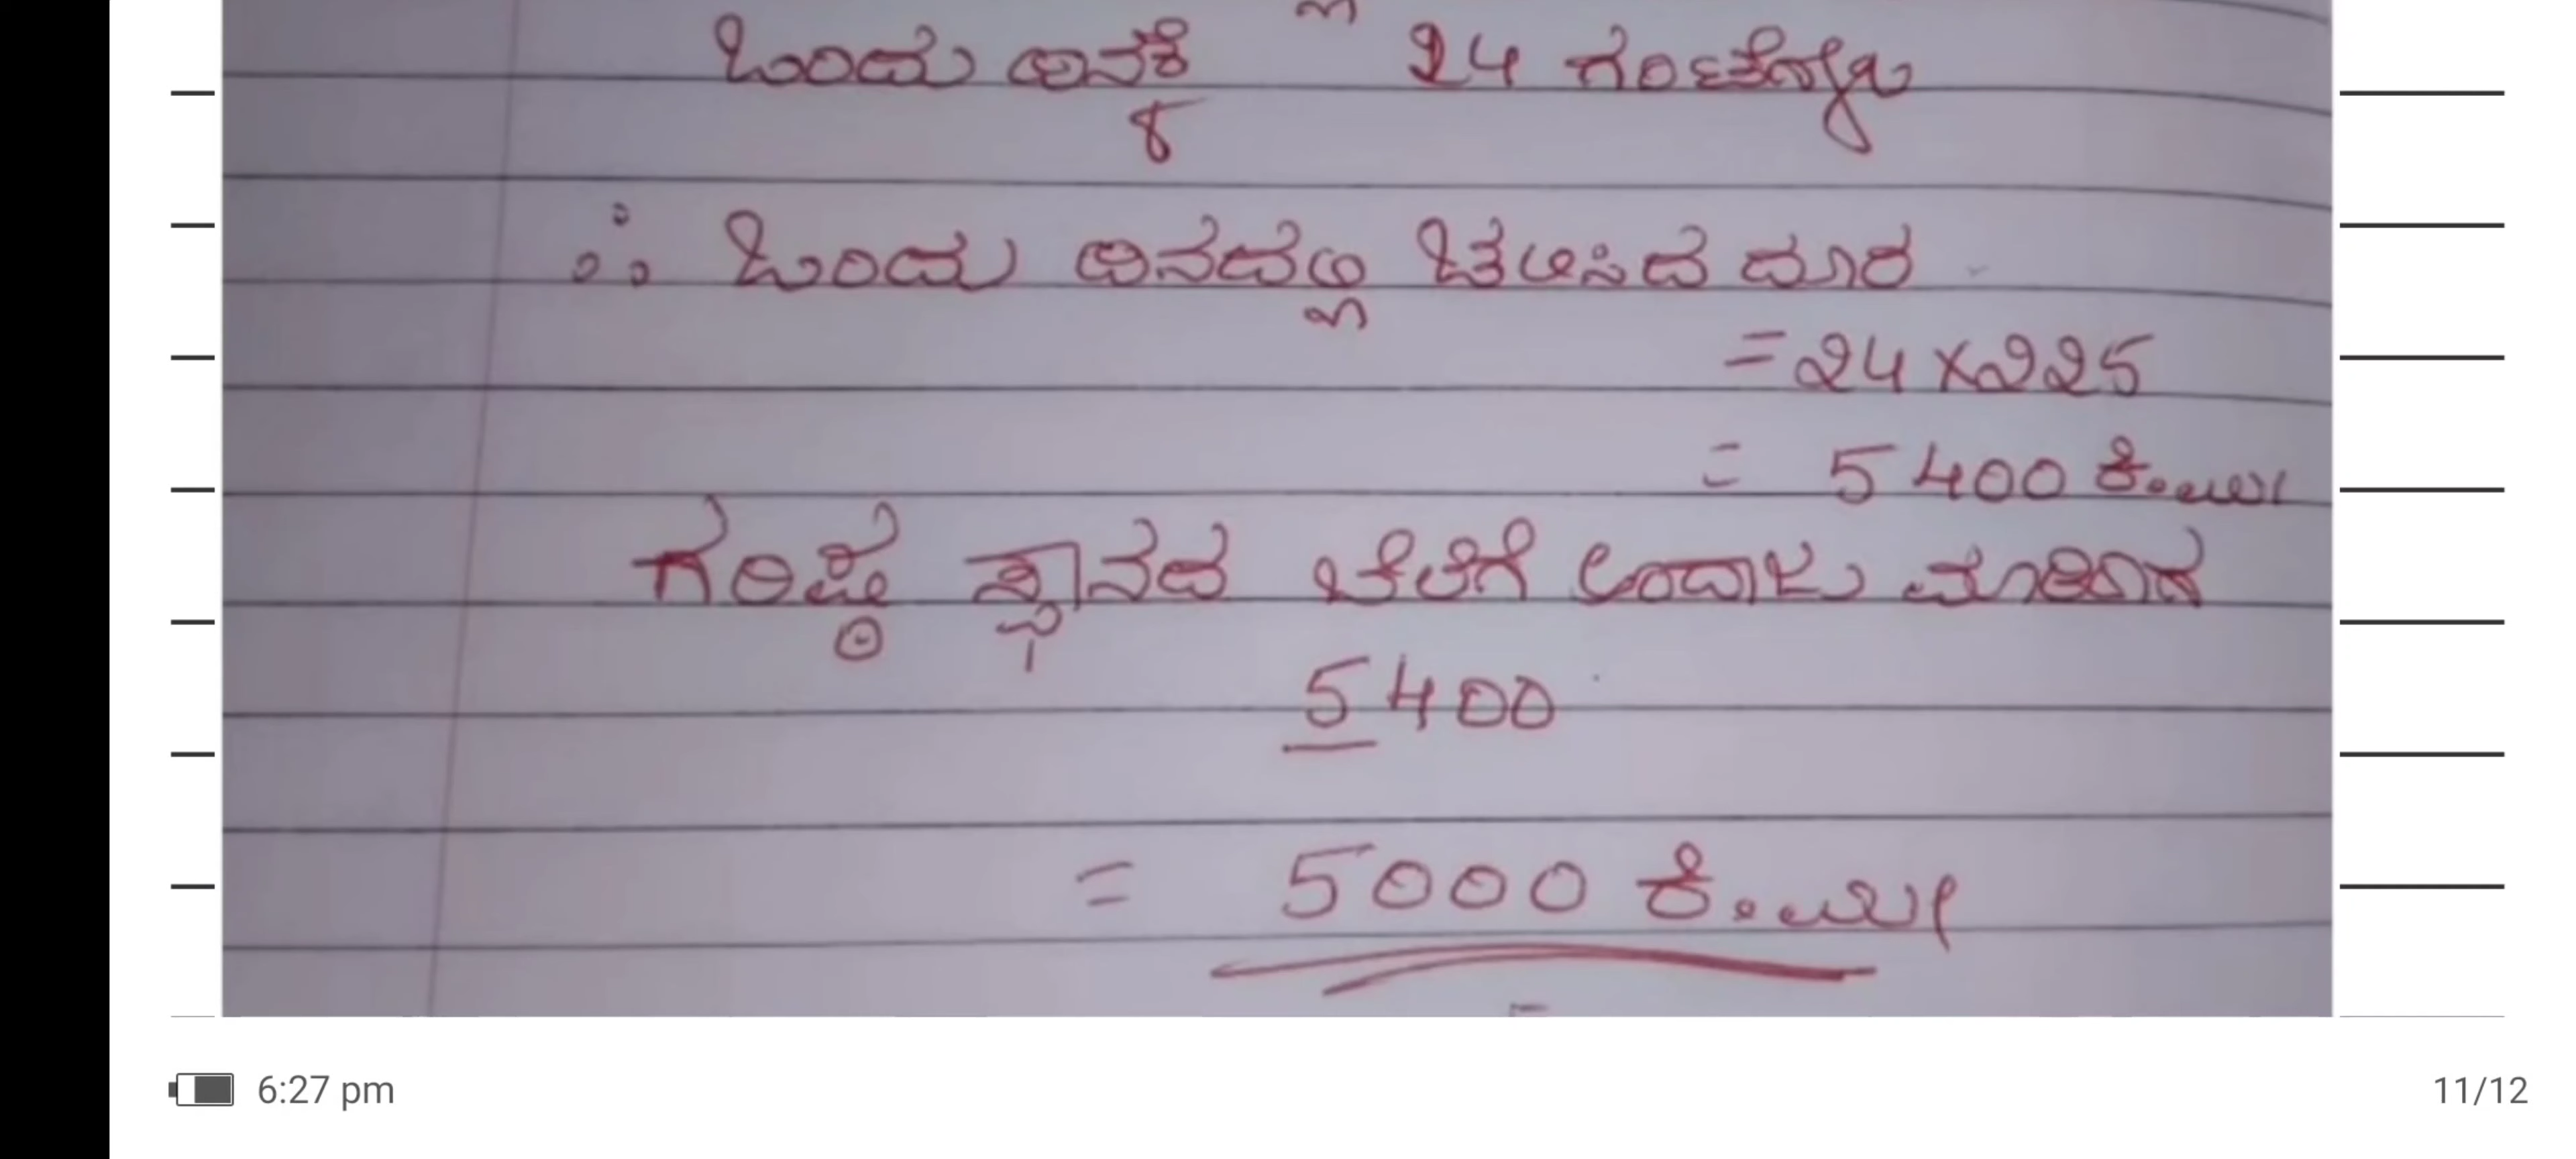 ಒಂದು ದಿನಕ್ಕೆ 24 ಗಂಟೆಗಳು
∴ ಒಂದು ದಿನದಲ್ಲಿ ಚಲಿಸಿದ ದೂರ
= 24 × 225
= 5400 ಕಿ.ಮೀ
ಗರಿಷ್ಠ ಸ್ಥಾನದ ಬೆಲೆಗೆ ಅಂದಾಜು ಮಾಡಿದಾಗ
5400
= 5000 ಕಿ.ಮೀ
6:27 pm
11/12